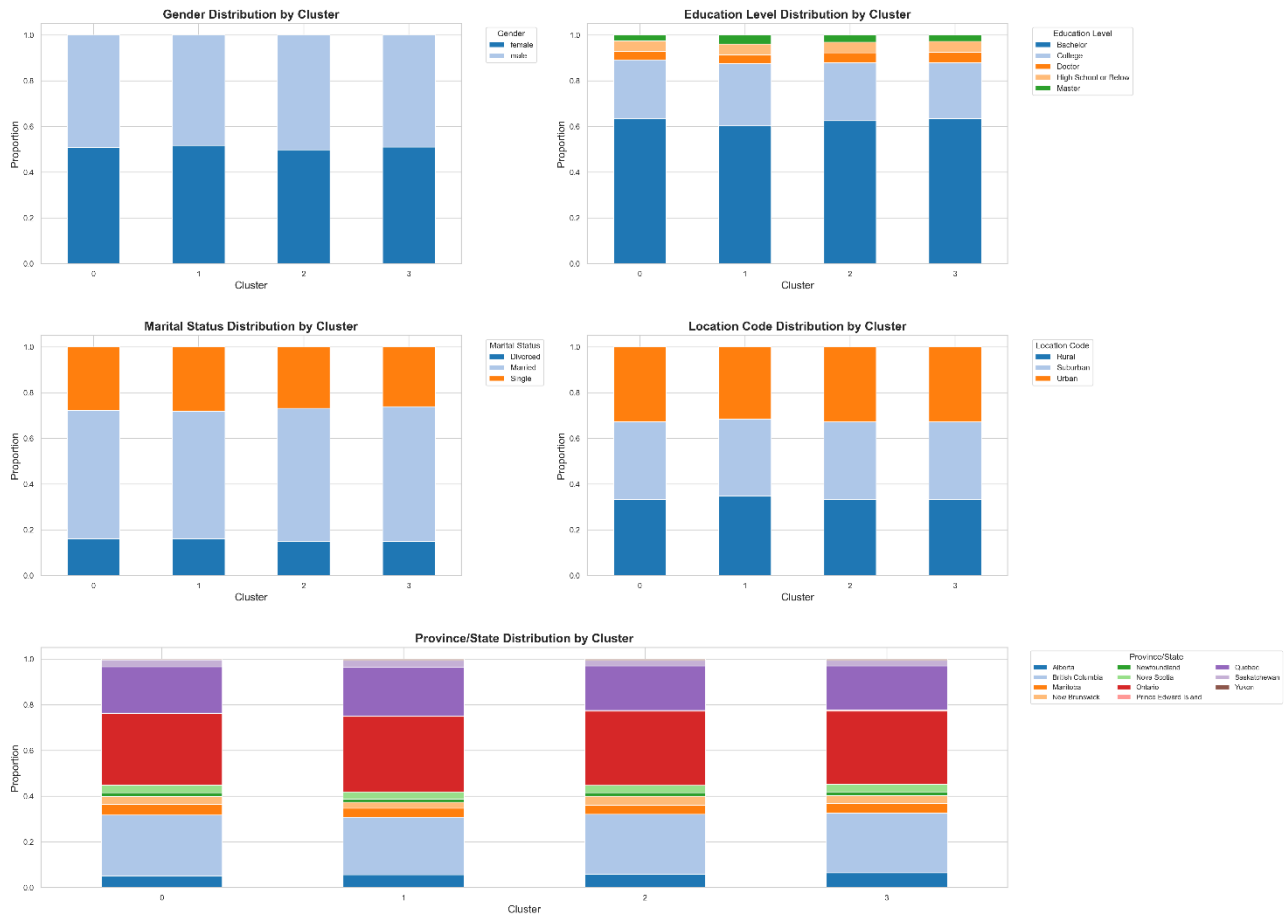 Gender Distribution by Cluster
Proportion
1.0
0.8
0.6
0.4
0.2
0.0
0 1 2 3
Cluster
Gender
female
male
Education Level Distribution by Cluster
Proportion
1.0
0.8
0.6
0.4
0.2
0.0
0 1 2 3
Cluster
Education Level
Bachelor
College
Doctor
High School or Below
Master
Marital Status Distribution by Cluster
Proportion
1.0
0.8
0.6
0.4
0.2
0.0
0 1 2 3
Cluster
Marital Status
Divorced
Married
Single
Location Code Distribution by Cluster
Proportion
1.0
0.8
0.6
0.4
0.2
0.0
0 1 2 3
Cluster
Location Code
Rural
Suburban
Urban
Province/State Distribution by Cluster
Proportion
1.0
0.8
0.6
0.4
0.2
0.0
0 1 2 3
Cluster
Province/State
Alberta Newfoundland Quebec
British Columbia Nova Scotia Saskatchewan
Manitoba Ontario Yukon
New Brunswick Prince Edward Island